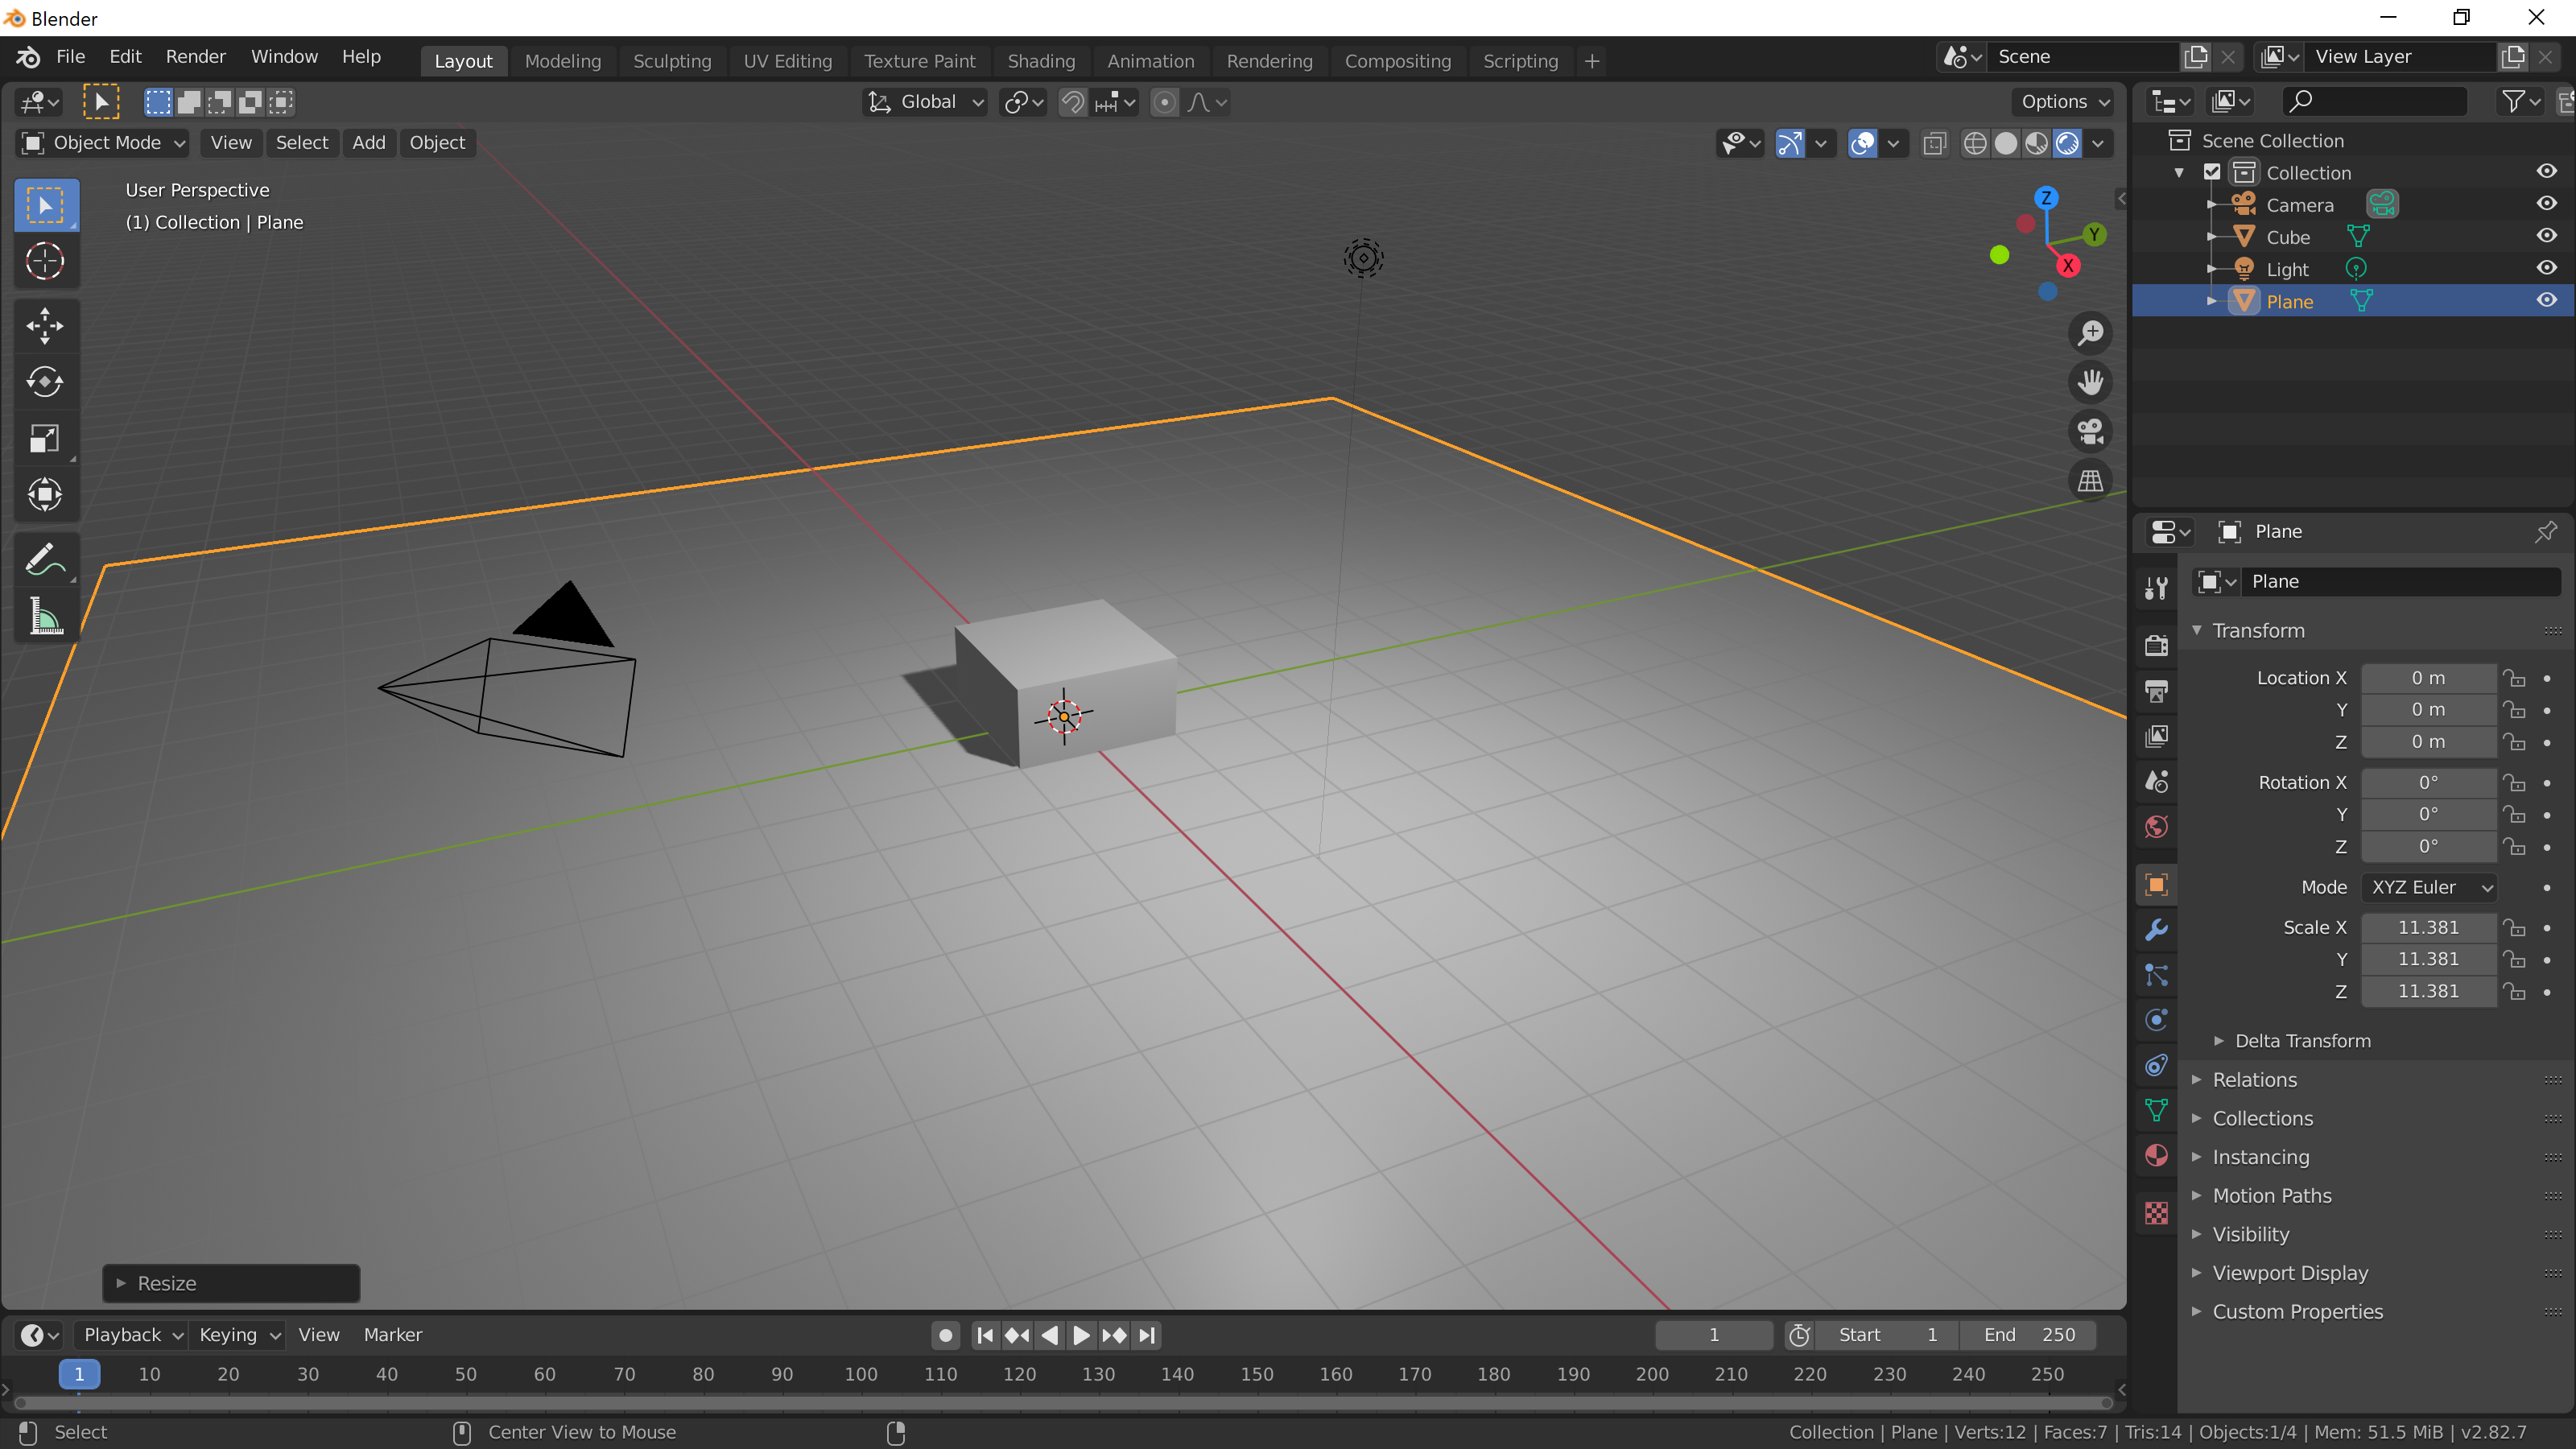 Blender
File Edit Render Window Help Layout Modeling Sculpting UV Editing Texture Paint Shading Animation Rendering Compositing Scripting + Scene View Layer
Global Options
Object Mode View Select Add Object
Scene Collection
Collection
Camera
Cube
Light
Plane
User Perspective
(1) Collection | Plane
Z
Y
X
Plane
Plane
Transform
Location X 0 m
Y 0 m
Z 0 m
Rotation X 0°
Y 0°
Z 0°
Mode XYZ Euler
Scale X 11.381
Y 11.381
Z 11.381
Delta Transform
Relations
Collections
Instancing
Motion Paths
Visibility
Viewport Display
Custom Properties
Resize
Playback Keying View Marker 1 Start 1 End 250
1 10 20 30 40 50 60 70 80 90 100 110 120 130 140 150 160 170 180 190 200 210 220 230 240 250
Select Center View to Mouse Collection | Plane | Verts:12 | Faces:7 | Tris:14 | Objects:1/4 | Mem: 51.5 MiB | v2.82.7